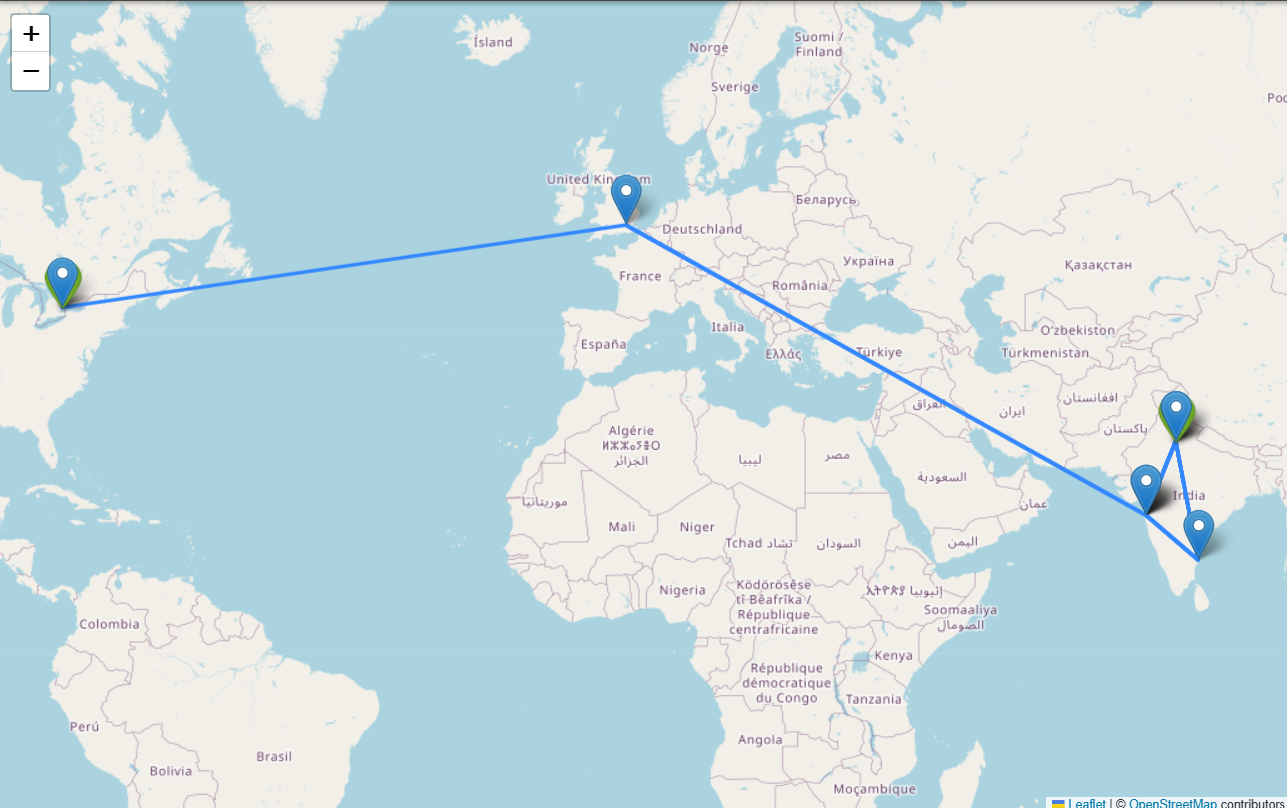 +
−
Ísland
Norge
Suomi /
Finland
Sverige
United Kingdom
Беларусь
Deutschland
Україна
France
Қазақстан
România
Italia
O'zbekiston
España
Ελλάς
Türkiye
Türkmenistan
افغانستان
العراق
ایران
پاکستان
Algérie
ⵍⵣⵣⴰⵢⴻⵔ
الجزائر
ليبيا
مصر
السعودية
India
موريتانيا
عمان
Mali
Niger
Tchad تشاد
السودان
اليمن
Nigeria
Ködörösêse
tî Bêafrîka /
République
centrafricaine
ኢትዮጵያ إثيوبيا
Soomaaliya
الصومال
Colombia
Kenya
République
démocratique
du Congo
Tanzania
Perú
Angola
Brasil
Bolivia
Moçambique
Leaflet | © OpenStreetMap contributors